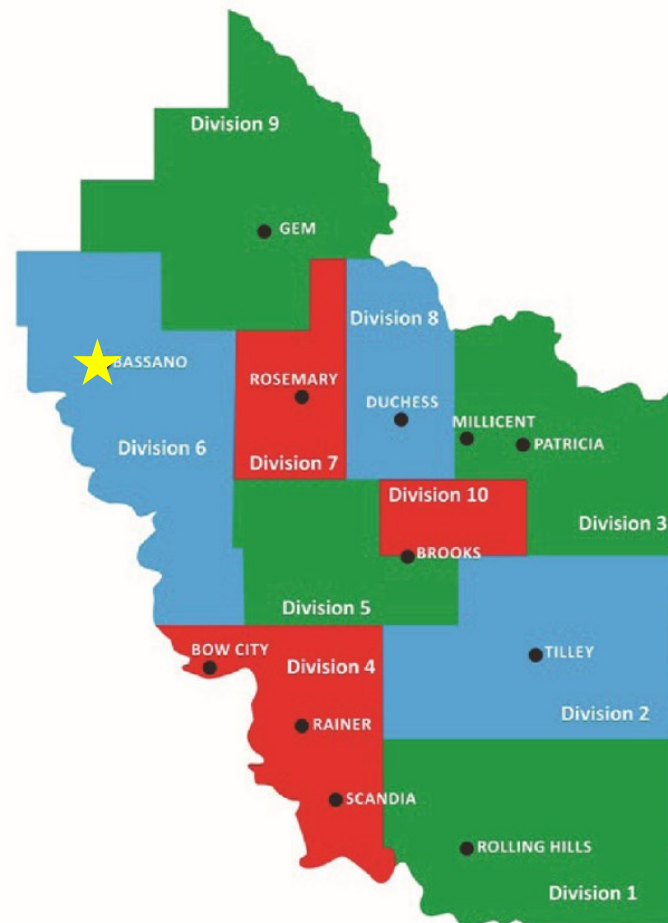 Division 9
GEM
Division 8
BASSANO
ROSEMARY
DUCHESS
MILLICENT
PATRICIA
Division 6
Division 7
Division 10
Division 3
BROOKS
Division 5
BOW CITY
Division 4
TILLEY
Division 2
RAINER
SCANDIA
ROLLING HILLS
Division 1